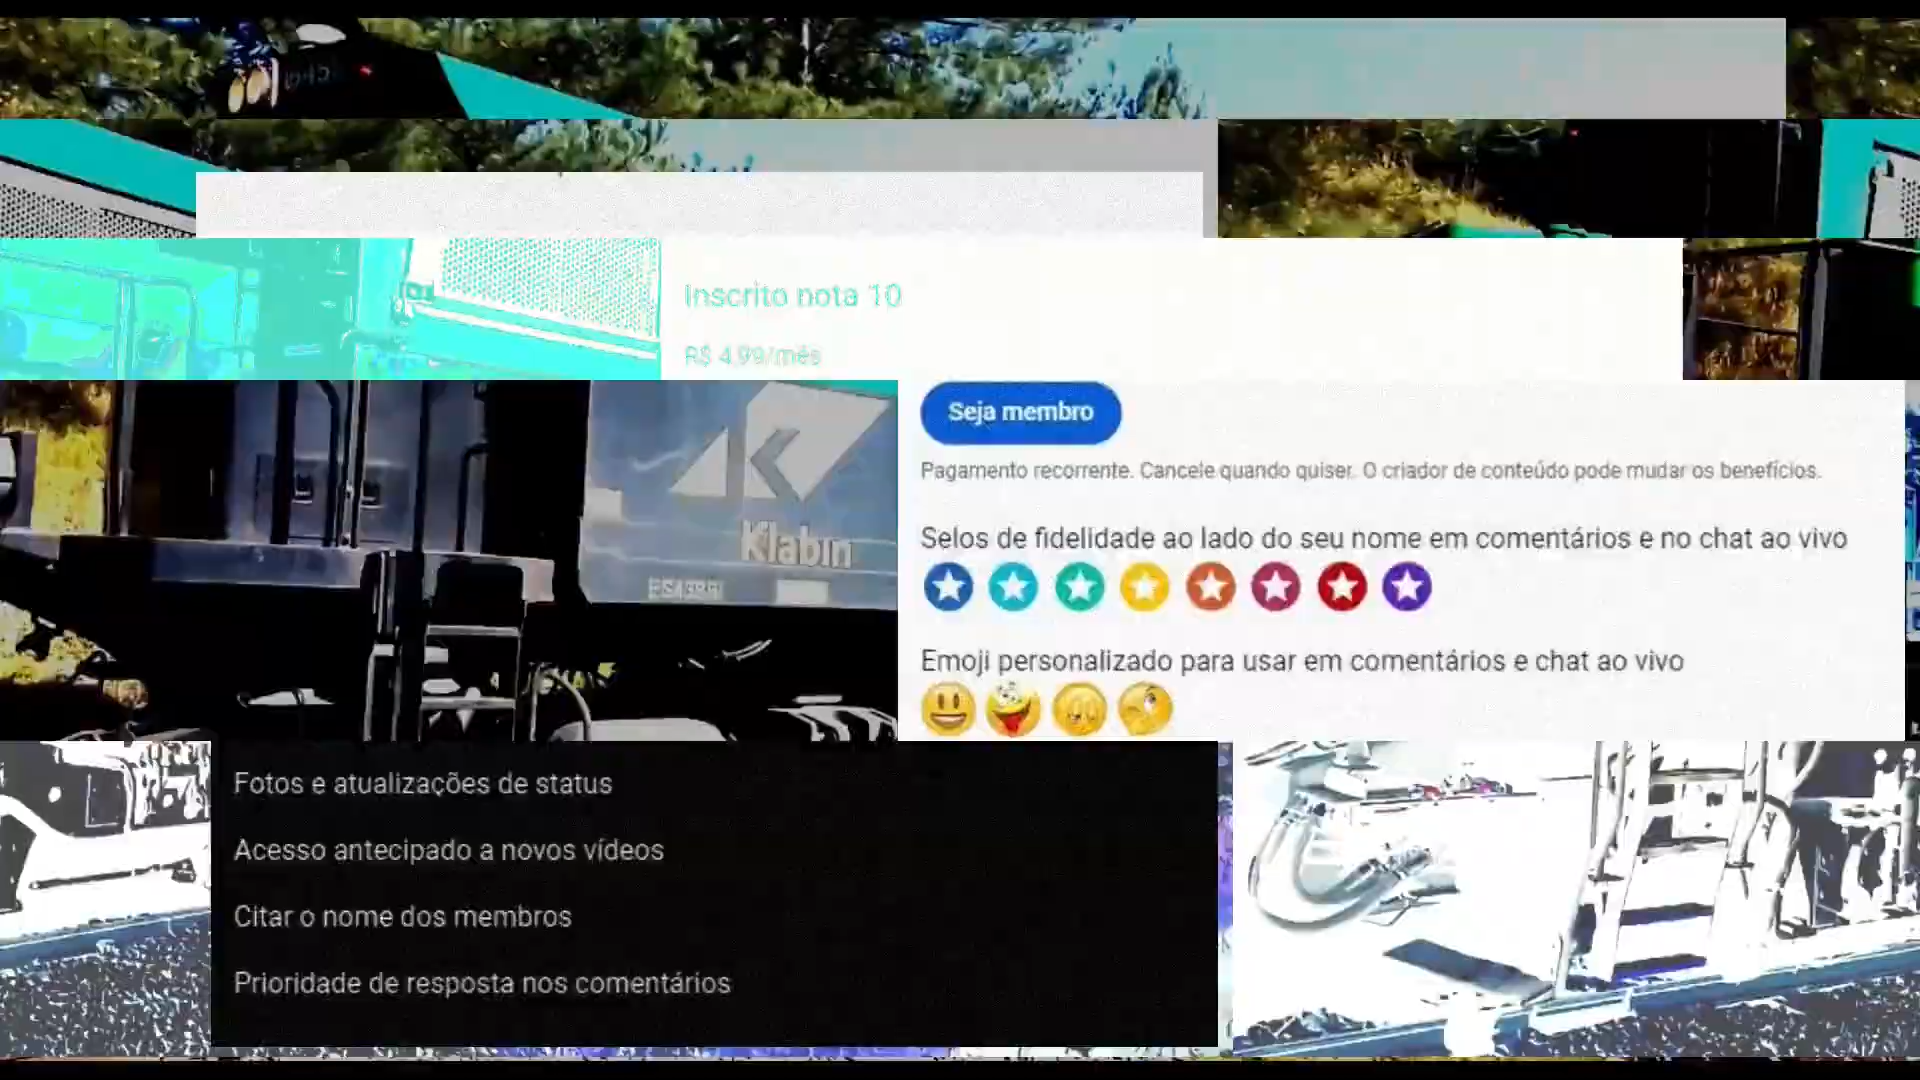 Inscrito nota 10
R$ 4,99/mês
Seja membro
Pagamento recorrente. Cancele quando quiser. O criador de conteúdo pode mudar os benefícios.
Selos de fidelidade ao lado do seu nome em comentários e no chat ao vivo
Klabin
Emoji personalizado para usar em comentários e chat ao vivo
Fotos e atualizações de status
Acesso antecipado a novos vídeos
Citar o nome dos membros
Prioridade de resposta nos comentários